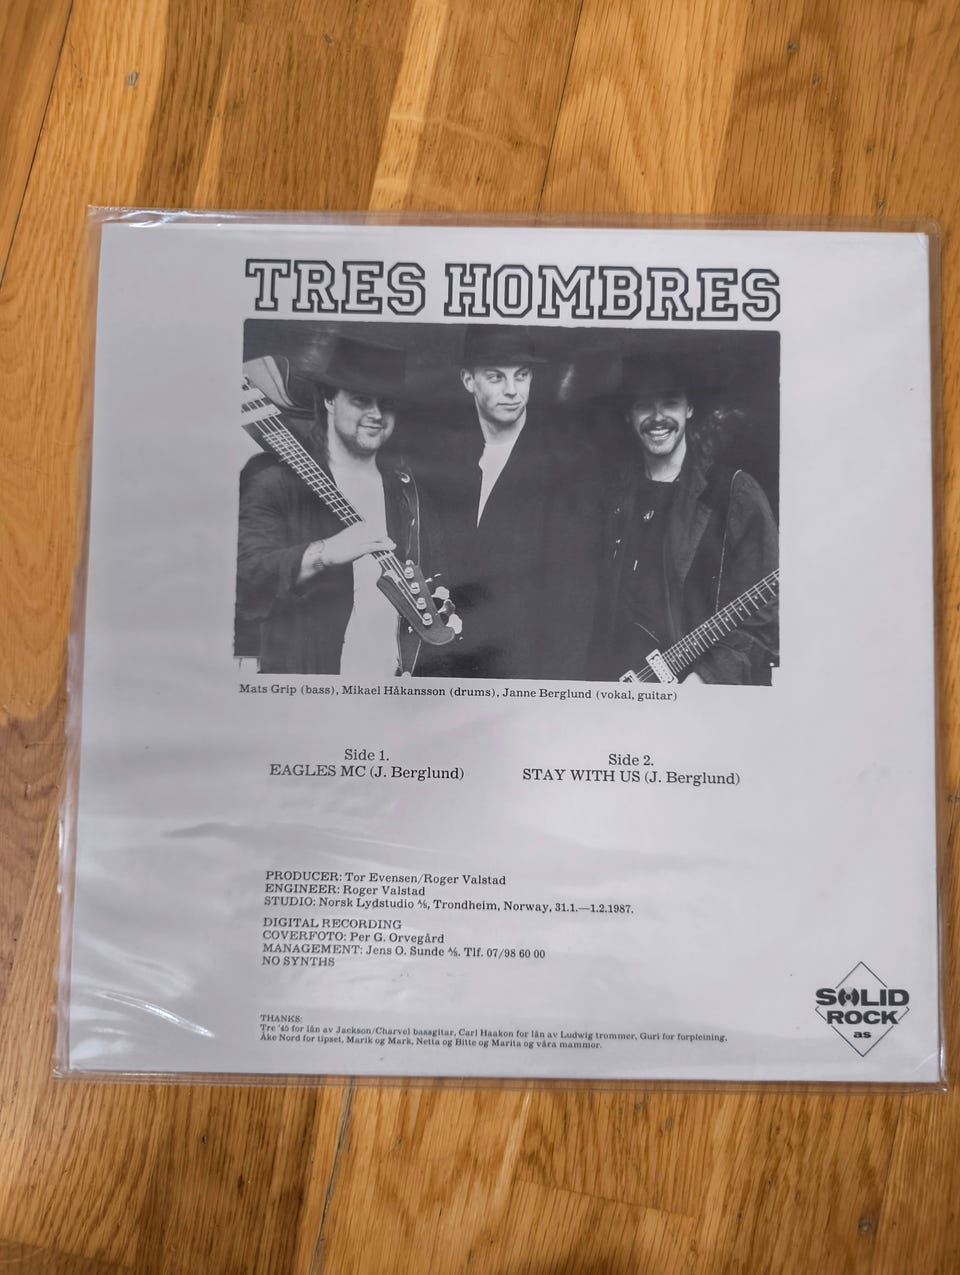 TRES HOMBRES
Mats Grip (bass), Mikael Håkansson (drums), Janne Berglund (vokal, guitar)
Side 1.
EAGLES MC (J. Berglund)
Side 2.
STAY WITH US (J. Berglund)
PRODUCER: Tor Evensen/Roger Valstad
ENGINEER: Roger Valstad
STUDIO: Norsk Lydstudio A/S, Trondheim, Norway, 31.1.—1.2.1987.
DIGITAL RECORDING
COVERFOTO: Per G. Orvegård
MANAGEMENT: Jens O. Sunde A/S. Tlf. 07/98 60 00
NO SYNTHS
THANKS:
Tre '45 for lån av Jackson/Charvel bassgitar, Carl Haakon for lån av Ludwig trommer, Guri for forpleining,
Åke Nord for tipset, Marik og Mark, Netta og Bitte og Marita og våra mammor.
SOLID
ROCK
as